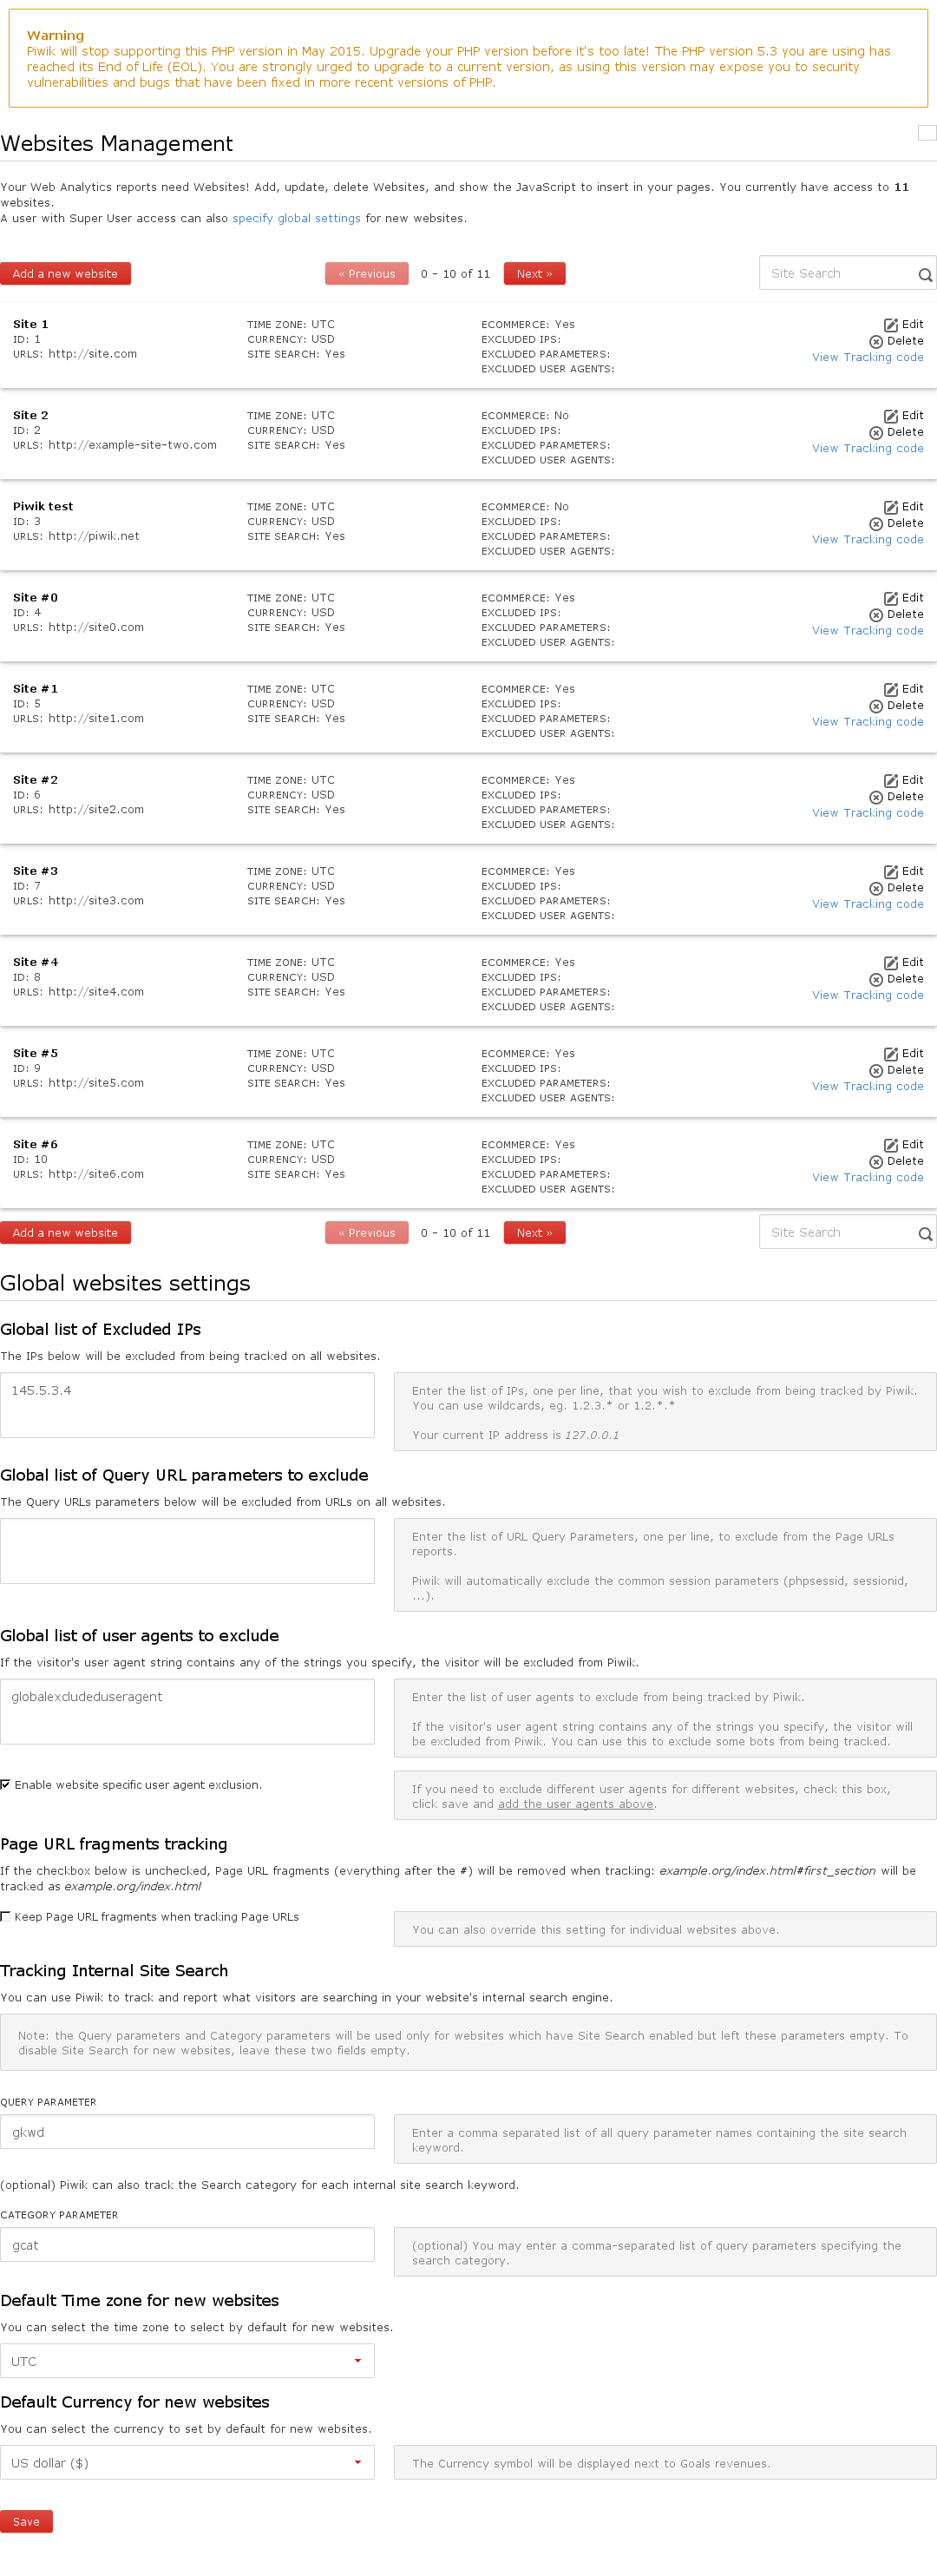 Warning
Piwik will stop supporting this PHP version in May 2015. Upgrade your PHP version before it's too late! The PHP version 5.3 you are using has
reached its End of Life (EOL). You are strongly urged to upgrade to a current version, as using this version may expose you to security
vulnerabilities and bugs that have been fixed in more recent versions of PHP.
Websites Management
Your Web Analytics reports need Websites! Add, update, delete Websites, and show the JavaScript to insert in your pages. You currently have access to 11
websites.
A user with Super User access can also specify global settings for new websites.
Add a new website « Previous 0 - 10 of 11 Next » Site Search
Site 1 TIME ZONE: UTC ECOMMERCE: Yes Edit
ID: 1 CURRENCY: USD EXCLUDED IPS: Delete
URLS: http://site.com SITE SEARCH: Yes EXCLUDED PARAMETERS: View Tracking code
EXCLUDED USER AGENTS:
Site 2 TIME ZONE: UTC ECOMMERCE: No Edit
ID: 2 CURRENCY: USD EXCLUDED IPS: Delete
URLS: http://example-site-two.com SITE SEARCH: Yes EXCLUDED PARAMETERS: View Tracking code
EXCLUDED USER AGENTS:
Piwik test TIME ZONE: UTC ECOMMERCE: No Edit
ID: 3 CURRENCY: USD EXCLUDED IPS: Delete
URLS: http://piwik.net SITE SEARCH: Yes EXCLUDED PARAMETERS: View Tracking code
EXCLUDED USER AGENTS:
Site #0 TIME ZONE: UTC ECOMMERCE: Yes Edit
ID: 4 CURRENCY: USD EXCLUDED IPS: Delete
URLS: http://site0.com SITE SEARCH: Yes EXCLUDED PARAMETERS: View Tracking code
EXCLUDED USER AGENTS:
Site #1 TIME ZONE: UTC ECOMMERCE: Yes Edit
ID: 5 CURRENCY: USD EXCLUDED IPS: Delete
URLS: http://site1.com SITE SEARCH: Yes EXCLUDED PARAMETERS: View Tracking code
EXCLUDED USER AGENTS:
Site #2 TIME ZONE: UTC ECOMMERCE: Yes Edit
ID: 6 CURRENCY: USD EXCLUDED IPS: Delete
URLS: http://site2.com SITE SEARCH: Yes EXCLUDED PARAMETERS: View Tracking code
EXCLUDED USER AGENTS:
Site #3 TIME ZONE: UTC ECOMMERCE: Yes Edit
ID: 7 CURRENCY: USD EXCLUDED IPS: Delete
URLS: http://site3.com SITE SEARCH: Yes EXCLUDED PARAMETERS: View Tracking code
EXCLUDED USER AGENTS:
Site #4 TIME ZONE: UTC ECOMMERCE: Yes Edit
ID: 8 CURRENCY: USD EXCLUDED IPS: Delete
URLS: http://site4.com SITE SEARCH: Yes EXCLUDED PARAMETERS: View Tracking code
EXCLUDED USER AGENTS:
Site #5 TIME ZONE: UTC ECOMMERCE: Yes Edit
ID: 9 CURRENCY: USD EXCLUDED IPS: Delete
URLS: http://site5.com SITE SEARCH: Yes EXCLUDED PARAMETERS: View Tracking code
EXCLUDED USER AGENTS:
Site #6 TIME ZONE: UTC ECOMMERCE: Yes Edit
ID: 10 CURRENCY: USD EXCLUDED IPS: Delete
URLS: http://site6.com SITE SEARCH: Yes EXCLUDED PARAMETERS: View Tracking code
EXCLUDED USER AGENTS:
Add a new website « Previous 0 - 10 of 11 Next » Site Search
Global websites settings
Global list of Excluded IPs
The IPs below will be excluded from being tracked on all websites.
145.5.3.4
Enter the list of IPs, one per line, that you wish to exclude from being tracked by Piwik.
You can use wildcards, eg. 1.2.3.* or 1.2.*.*
Your current IP address is 127.0.0.1
Global list of Query URL parameters to exclude
The Query URLs parameters below will be excluded from URLs on all websites.
Enter the list of URL Query Parameters, one per line, to exclude from the Page URLs
reports.
Piwik will automatically exclude the common session parameters (phpsessid, sessionid,
...).
Global list of user agents to exclude
If the visitor's user agent string contains any of the strings you specify, the visitor will be excluded from Piwik.
globalexcludeduseragent
Enter the list of user agents to exclude from being tracked by Piwik.
If the visitor's user agent string contains any of the strings you specify, the visitor will
be excluded from Piwik. You can use this to exclude some bots from being tracked.
Enable website specific user agent exclusion.
If you need to exclude different user agents for different websites, check this box,
click save and add the user agents above.
Page URL fragments tracking
If the checkbox below is unchecked, Page URL fragments (everything after the #) will be removed when tracking: example.org/index.html#first_section will be
tracked as example.org/index.html
Keep Page URL fragments when tracking Page URLs
You can also override this setting for individual websites above.
Tracking Internal Site Search
You can use Piwik to track and report what visitors are searching in your website's internal search engine.
Note: the Query parameters and Category parameters will be used only for websites which have Site Search enabled but left these parameters empty. To
disable Site Search for new websites, leave these two fields empty.
QUERY PARAMETER
gkwd
Enter a comma separated list of all query parameter names containing the site search
keyword.
(optional) Piwik can also track the Search category for each internal site search keyword.
CATEGORY PARAMETER
gcat
(optional) You may enter a comma-separated list of query parameters specifying the
search category.
Default Time zone for new websites
You can select the time zone to select by default for new websites.
UTC
Default Currency for new websites
You can select the currency to set by default for new websites.
US dollar ($)
The Currency symbol will be displayed next to Goals revenues.
Save